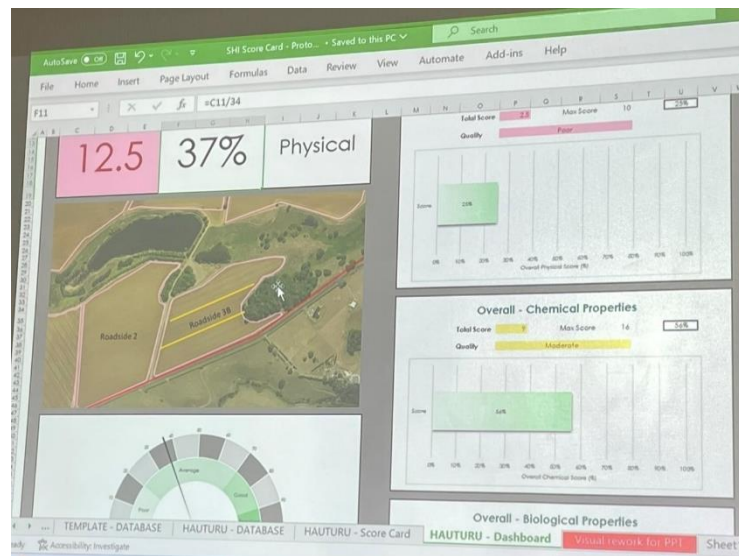 AutoSave Off SHI Score Card - Proto... • Saved to this PC Search
File Home Insert Page Layout Formulas Data Review View Automate Add-ins Help
F11 fx =C11/34
12.5 37% Physical
Roadside 2 Roadside 3B
Poor Average Good
Total Score 2.5 Max Score 10 25%
Quality Poor
Score 25%
0% 10% 20% 30% 40% 50% 60% 70% 80% 90% 100%
Overall Physical Score (%)
Overall - Chemical Properties
Total Score 9 Max Score 16 56%
Quality Moderate
Score 56%
0% 10% 20% 30% 40% 50% 60% 70% 80% 90% 100%
Overall Chemical Score (%)
Overall - Biological Properties
... TEMPLATE - DATABASE HAUTURU - DATABASE HAUTURU - Score Card HAUTURU - Dashboard Visual rework for PPT Sheet
Accessibility: Investigate